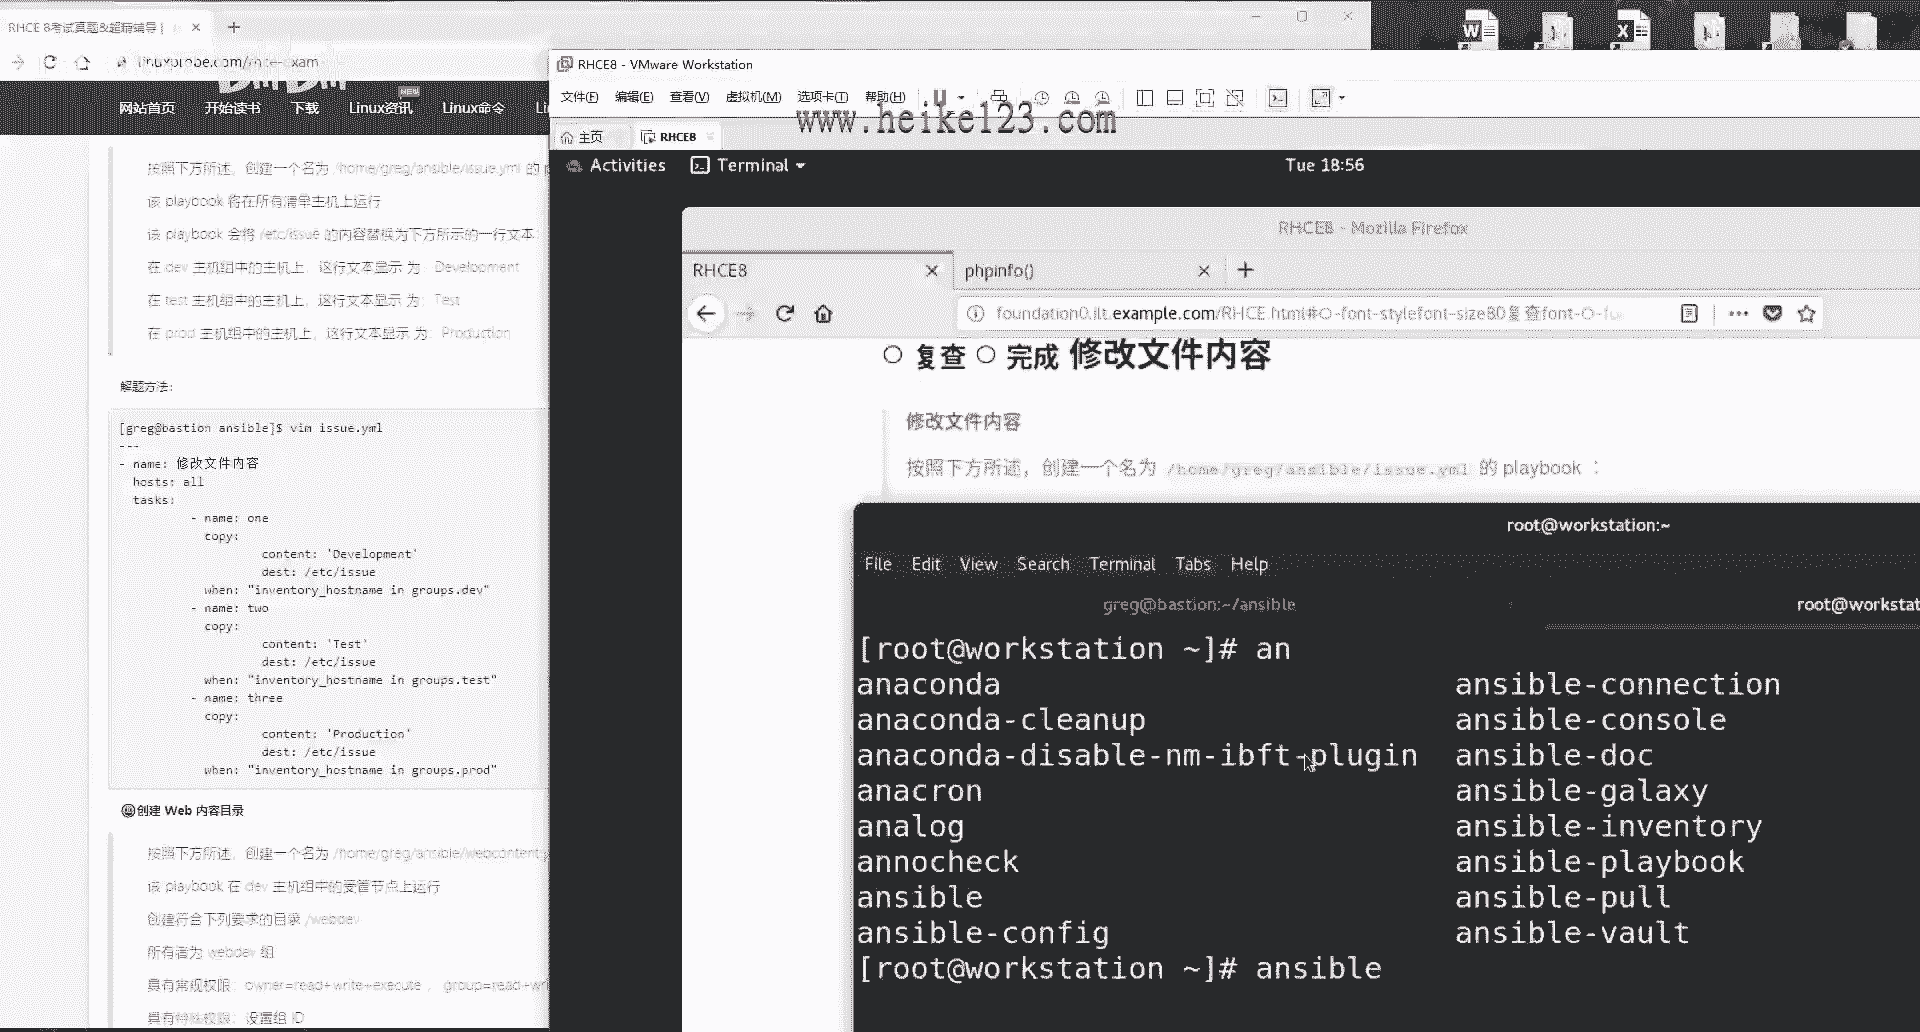 RHCE 8考试真题&超精辅导 |
linuxprobe.com/rhce-exam
网站首页 开始读书 下载 Linux资讯 NEW Linux命令 Li
按照下方所述，创建一个名为 /home/greg/ansible/issue.yml 的 p
该 playbook 将在所有清单主机上运行
该 playbook 会将 /etc/issue 的内容替换为下方所示的一行文本：
在 dev 主机组中的主机上，这行文本显示 为： Development
在 test 主机组中的主机上，这行文本显示 为： Test
在 prod 主机组中的主机上，这行文本显示 为： Production
解题方法:
[greg@bastion ansible]$ vim issue.yml
---
- name: 修改文件内容
hosts: all
tasks:
- name: one
copy:
content: 'Development'
dest: /etc/issue
when: "inventory_hostname in groups.dev"
- name: two
copy:
content: 'Test'
dest: /etc/issue
when: "inventory_hostname in groups.test"
- name: three
copy:
content: 'Production'
dest: /etc/issue
when: "inventory_hostname in groups.prod"
创建 Web 内容目录
按照下方所述，创建一个名为 /home/greg/ansible/webcontent.y
该 playbook 在 dev 主机组中的受管节点上运行
创建符合下列要求的目录 /webdev
所有者为 webdev 组
具有常规权限：owner=read+write+execute ， group=read+wri
具有特殊权限：设置组 ID
RHCE8 - VMware Workstation
文件(F) 编辑(E) 查看(V) 虚拟机(M) 选项卡(T) 帮助(H)
www.heike123.com
主页 RHCE8
Activities Terminal Tue 18:56
RHCE8 - Mozilla Firefox
RHCE8 phpinfo()
foundation0.ilt.example.com/RHCE.html#O-font-stylefont-size80复查font-O-fo
复查 完成 修改文件内容
修改文件内容
按照下方所述，创建一个名为 /home/greg/ansible/issue.yml 的 playbook ：
root@workstation:~
File Edit View Search Terminal Tabs Help
greg@bastion:~/ansible root@workstat
[root@workstation ~]# an
anaconda ansible-connection
anaconda-cleanup ansible-console
anaconda-disable-nm-ibft-plugin ansible-doc
anacron ansible-galaxy
analog ansible-inventory
annocheck ansible-playbook
ansible ansible-pull
ansible-config ansible-vault
[root@workstation ~]# ansible